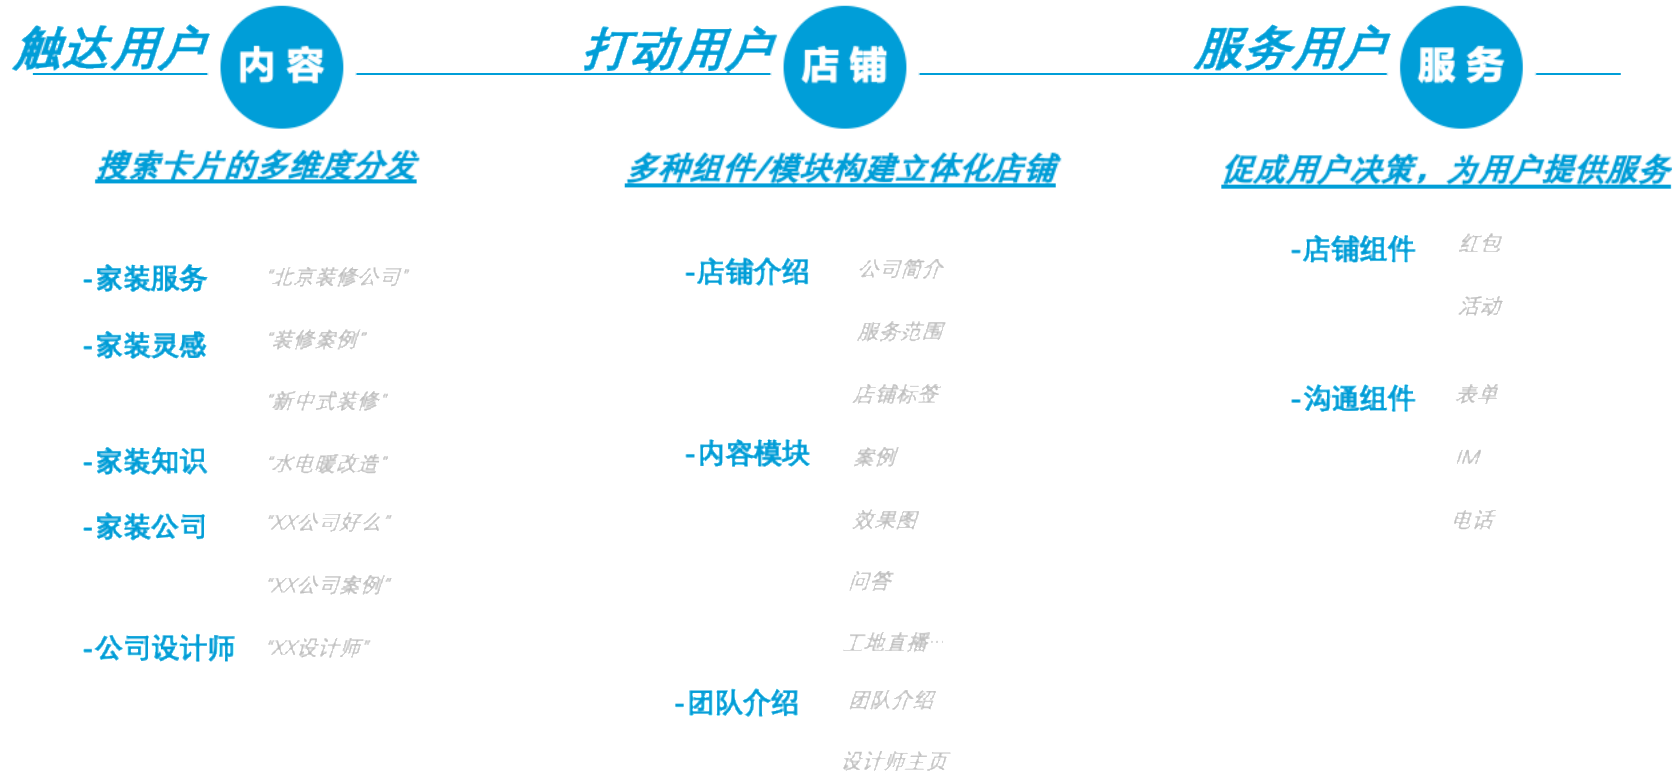 触达用户
内容
搜索卡片的多维度分发
-家装服务 “北京装修公司”
-家装灵感 “装修案例”
“新中式装修”
-家装知识 “水电暖改造”
-家装公司 “XX公司好么”
“XX公司案例”
-公司设计师 “XX设计师”
打动用户
店铺
多种组件/模块构建立体化店铺
-店铺介绍 公司简介
服务范围
店铺标签
-内容模块 案例
效果图
问答
工地直播…
-团队介绍 团队介绍
设计师主页
服务用户
服务
促成用户决策，为用户提供服务
-店铺组件 红包
活动
-沟通组件 表单
IM
电话